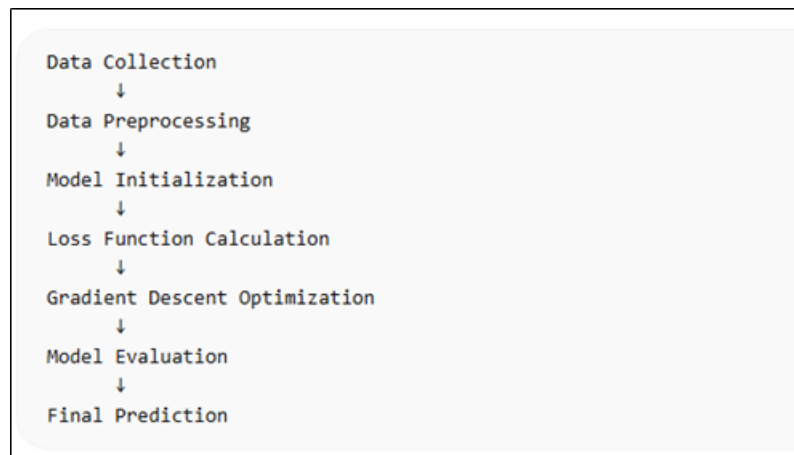 Data Collection
↓
Data Preprocessing
↓
Model Initialization
↓
Loss Function Calculation
↓
Gradient Descent Optimization
↓
Model Evaluation
↓
Final Prediction